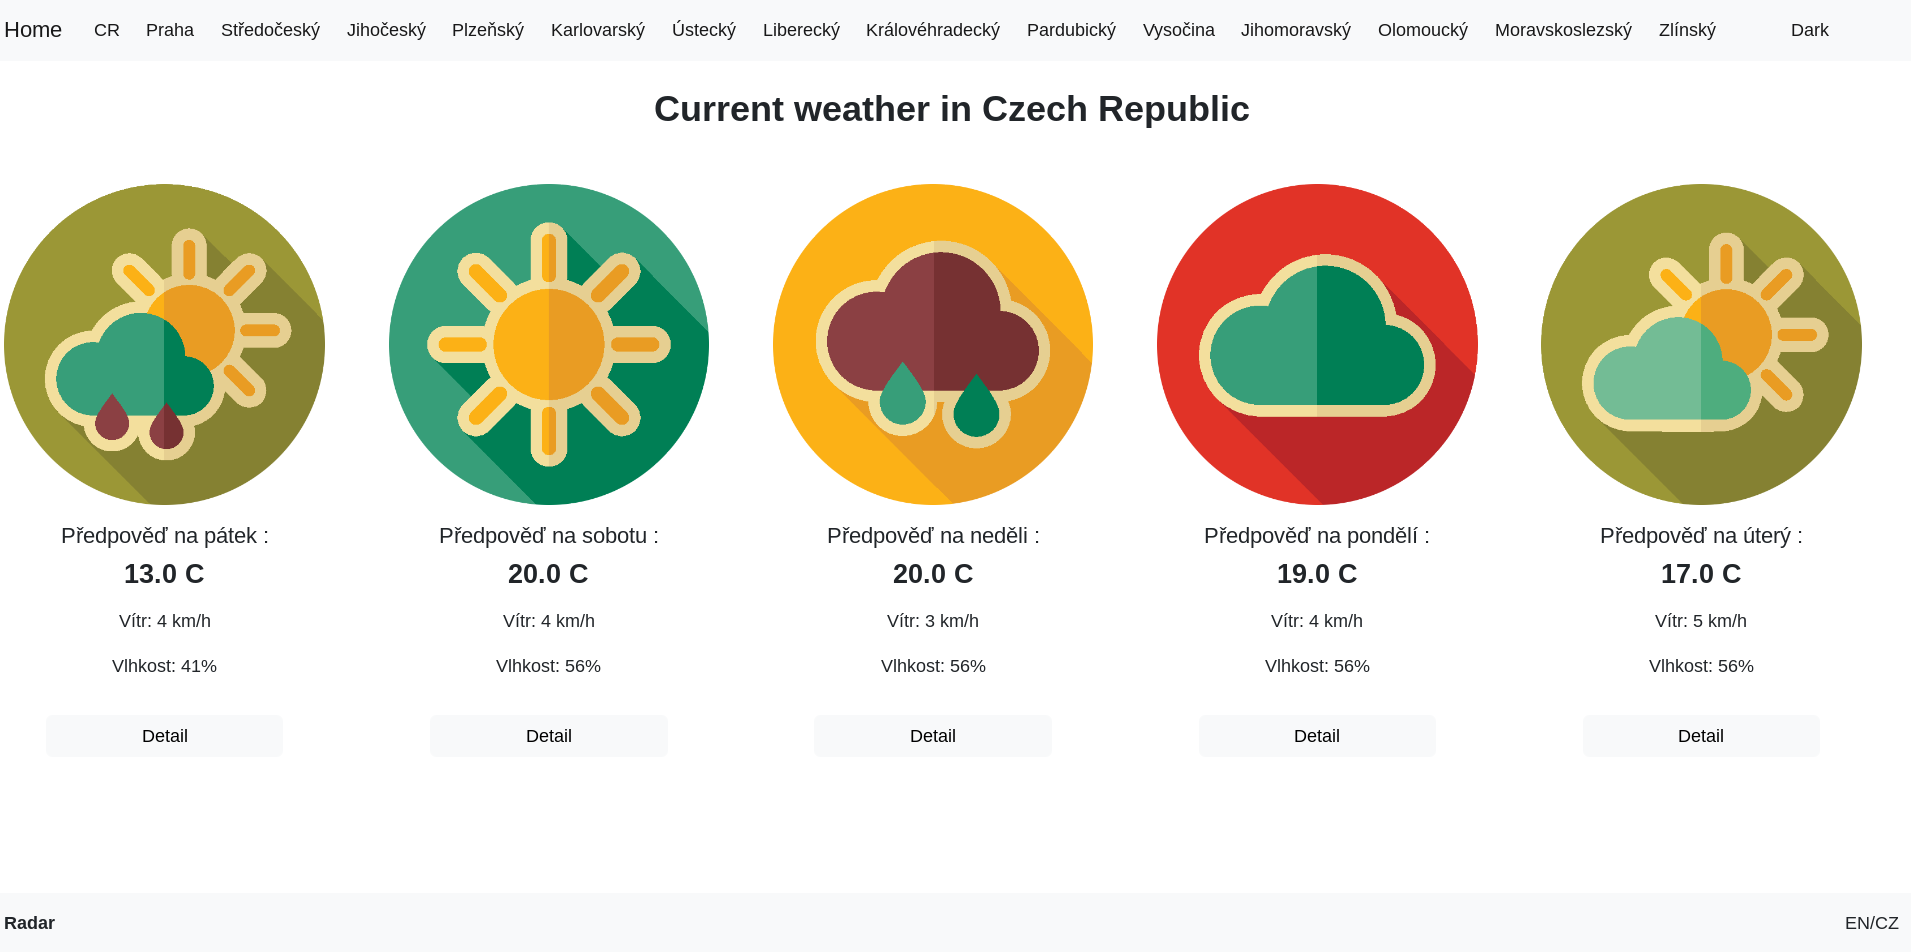 Home CR Praha Středočeský Jihočeský Plzeňský Karlovarský Ústecký Liberecký Královéhradecký Pardubický Vysočina Jihomoravský Olomoucký Moravskoslezský Zlínský Dark
Current weather in Czech Republic
Předpověď na pátek :
13.0 C
Vítr: 4 km/h
Vlhkost: 41%
Detail
Předpověď na sobotu :
20.0 C
Vítr: 4 km/h
Vlhkost: 56%
Detail
Předpověď na neděli :
20.0 C
Vítr: 3 km/h
Vlhkost: 56%
Detail
Předpověď na pondělí :
19.0 C
Vítr: 4 km/h
Vlhkost: 56%
Detail
Předpověď na úterý :
17.0 C
Vítr: 5 km/h
Vlhkost: 56%
Detail
Radar EN/CZ